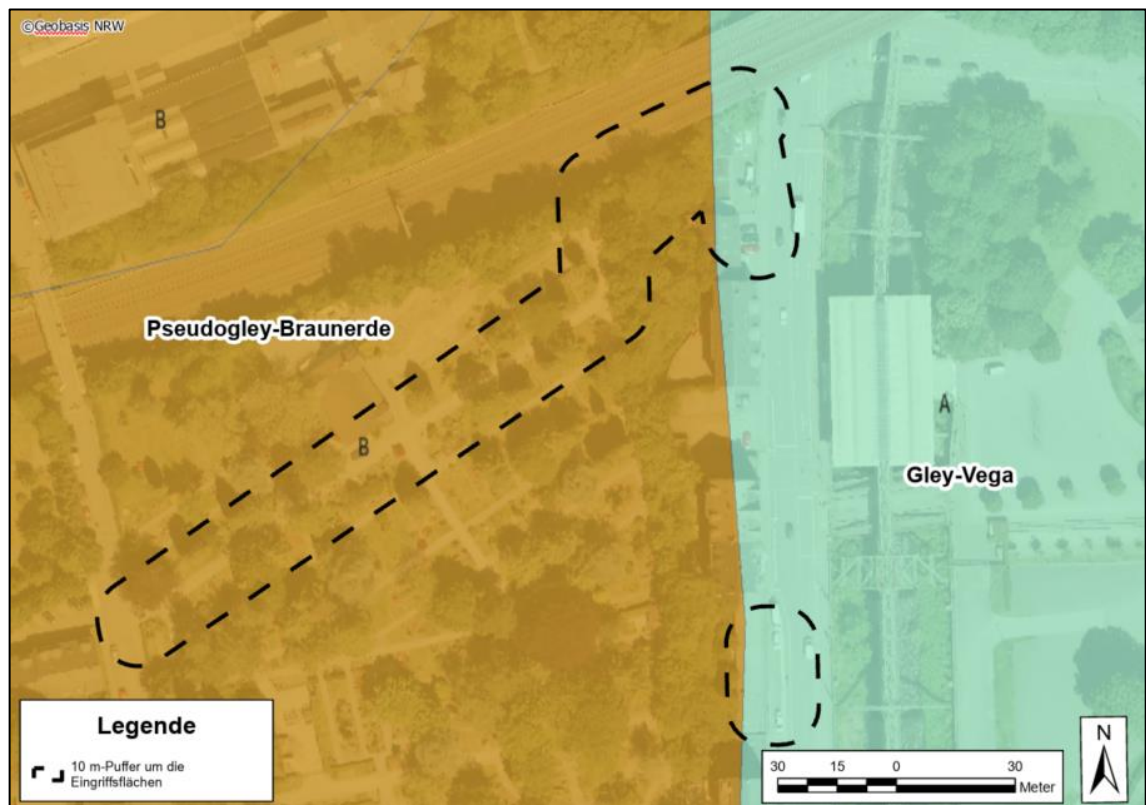 ©Geobasis NRW
B
Pseudogley-Braunerde
A
B
Gley-Vega
Legende
10 m-Puffer um die
Eingriffsflächen
N
30 15 0 30
Meter